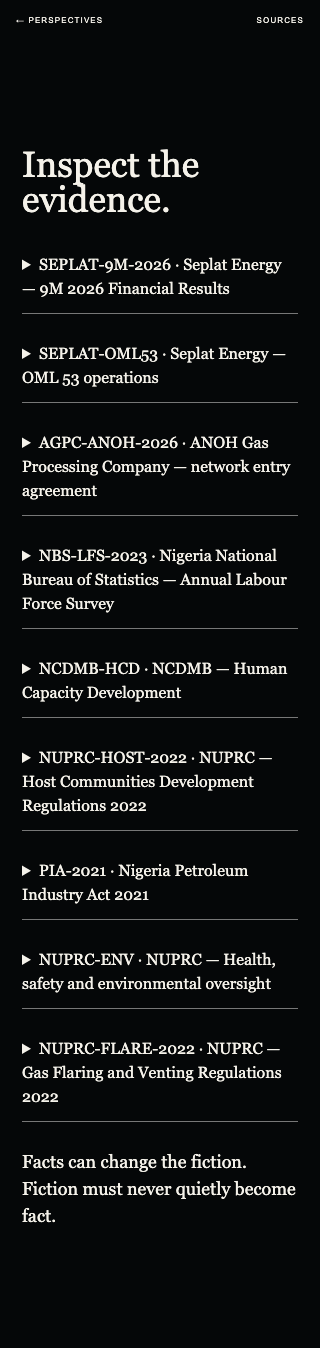 ← PERSPECTIVES
SOURCES
Inspect the
evidence.
▶ SEPLAT-9M-2026 · Seplat Energy
— 9M 2026 Financial Results
▶ SEPLAT-OML53 · Seplat Energy —
OML 53 operations
▶ AGPC-ANOH-2026 · ANOH Gas
Processing Company — network entry
agreement
▶ NBS-LFS-2023 · Nigeria National
Bureau of Statistics — Annual Labour
Force Survey
▶ NCDMB-HCD · NCDMB — Human
Capacity Development
▶ NUPRC-HOST-2022 · NUPRC —
Host Communities Development
Regulations 2022
▶ PIA-2021 · Nigeria Petroleum
Industry Act 2021
▶ NUPRC-ENV · NUPRC — Health,
safety and environmental oversight
▶ NUPRC-FLARE-2022 · NUPRC —
Gas Flaring and Venting Regulations
2022
Facts can change the fiction.
Fiction must never quietly become
fact.